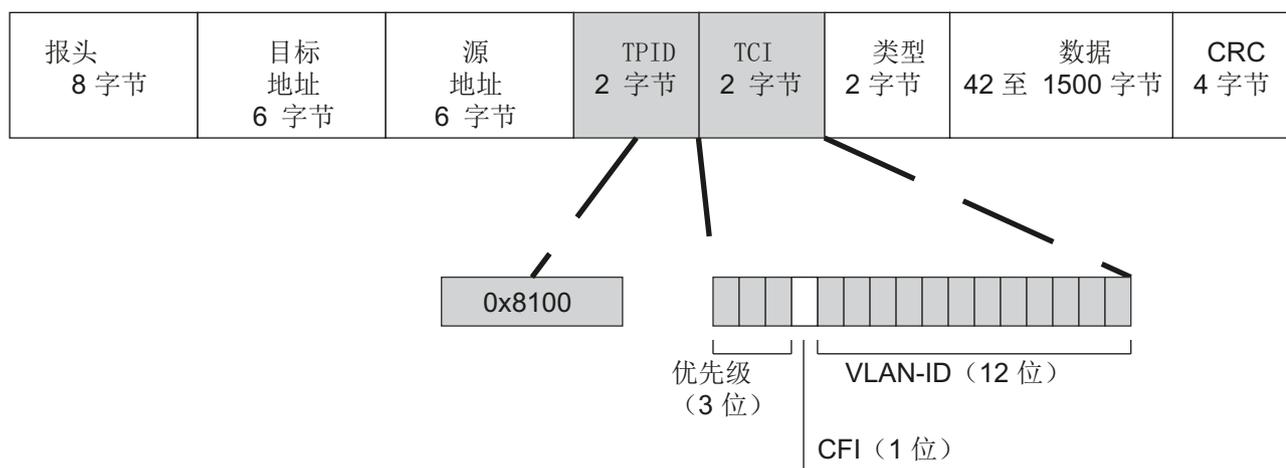 报头
8 字节
目标
地址
6 字节
源
地址
6 字节
TPID
2 字节
TCI
2 字节
类型
2 字节
数据
42 至 1500 字节
CRC
4 字节
0x8100
优先级
（3 位）
VLAN-ID（12 位）
CFI（1 位）